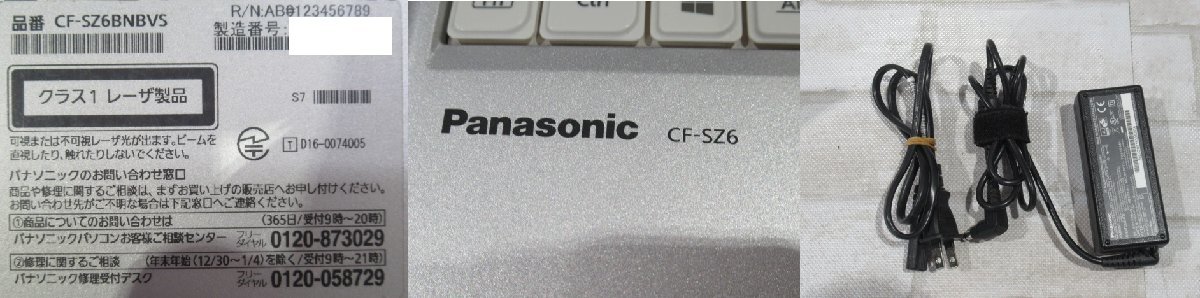 R/N:AB0123456789
品番 CF-SZ6BNBVS
製造番号:
クラス1 レーザ製品
S7
可視または不可視レーザ光が出ます。ビームを
直視したり、触れたりしないでください。
T D16-0074005
パナソニックのお問い合わせ窓口
商品や修理に関するご相談は、まずお買い上げの販売店へお申し付けください。
お問い合わせ先がご不明な場合は下記窓口へご連絡ください。
①商品についてのお問い合わせは (365日/受付9時〜20時)
パナソニックパソコンお客様ご相談センター フリーダイヤル 0120-873029
②修理に関するご相談 (年末年始(12/30〜1/4)を除く/受付9時〜21時)
パナソニック修理受付デスク フリーダイヤル 0120-058729
Fn Ctrl
Panasonic CF-SZ6